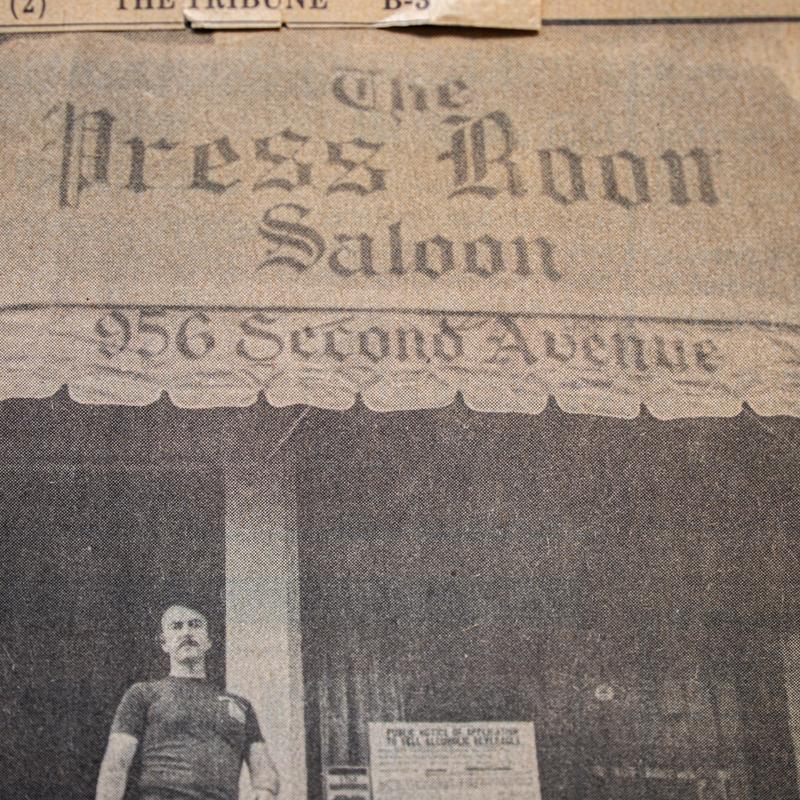 (2) THE TRIBUNE B-3
The
Press Room
Saloon
956 Second Avenue
PUBLIC NOTICE OF APPLICATION
TO SELL ALCOHOLIC BEVERAGES